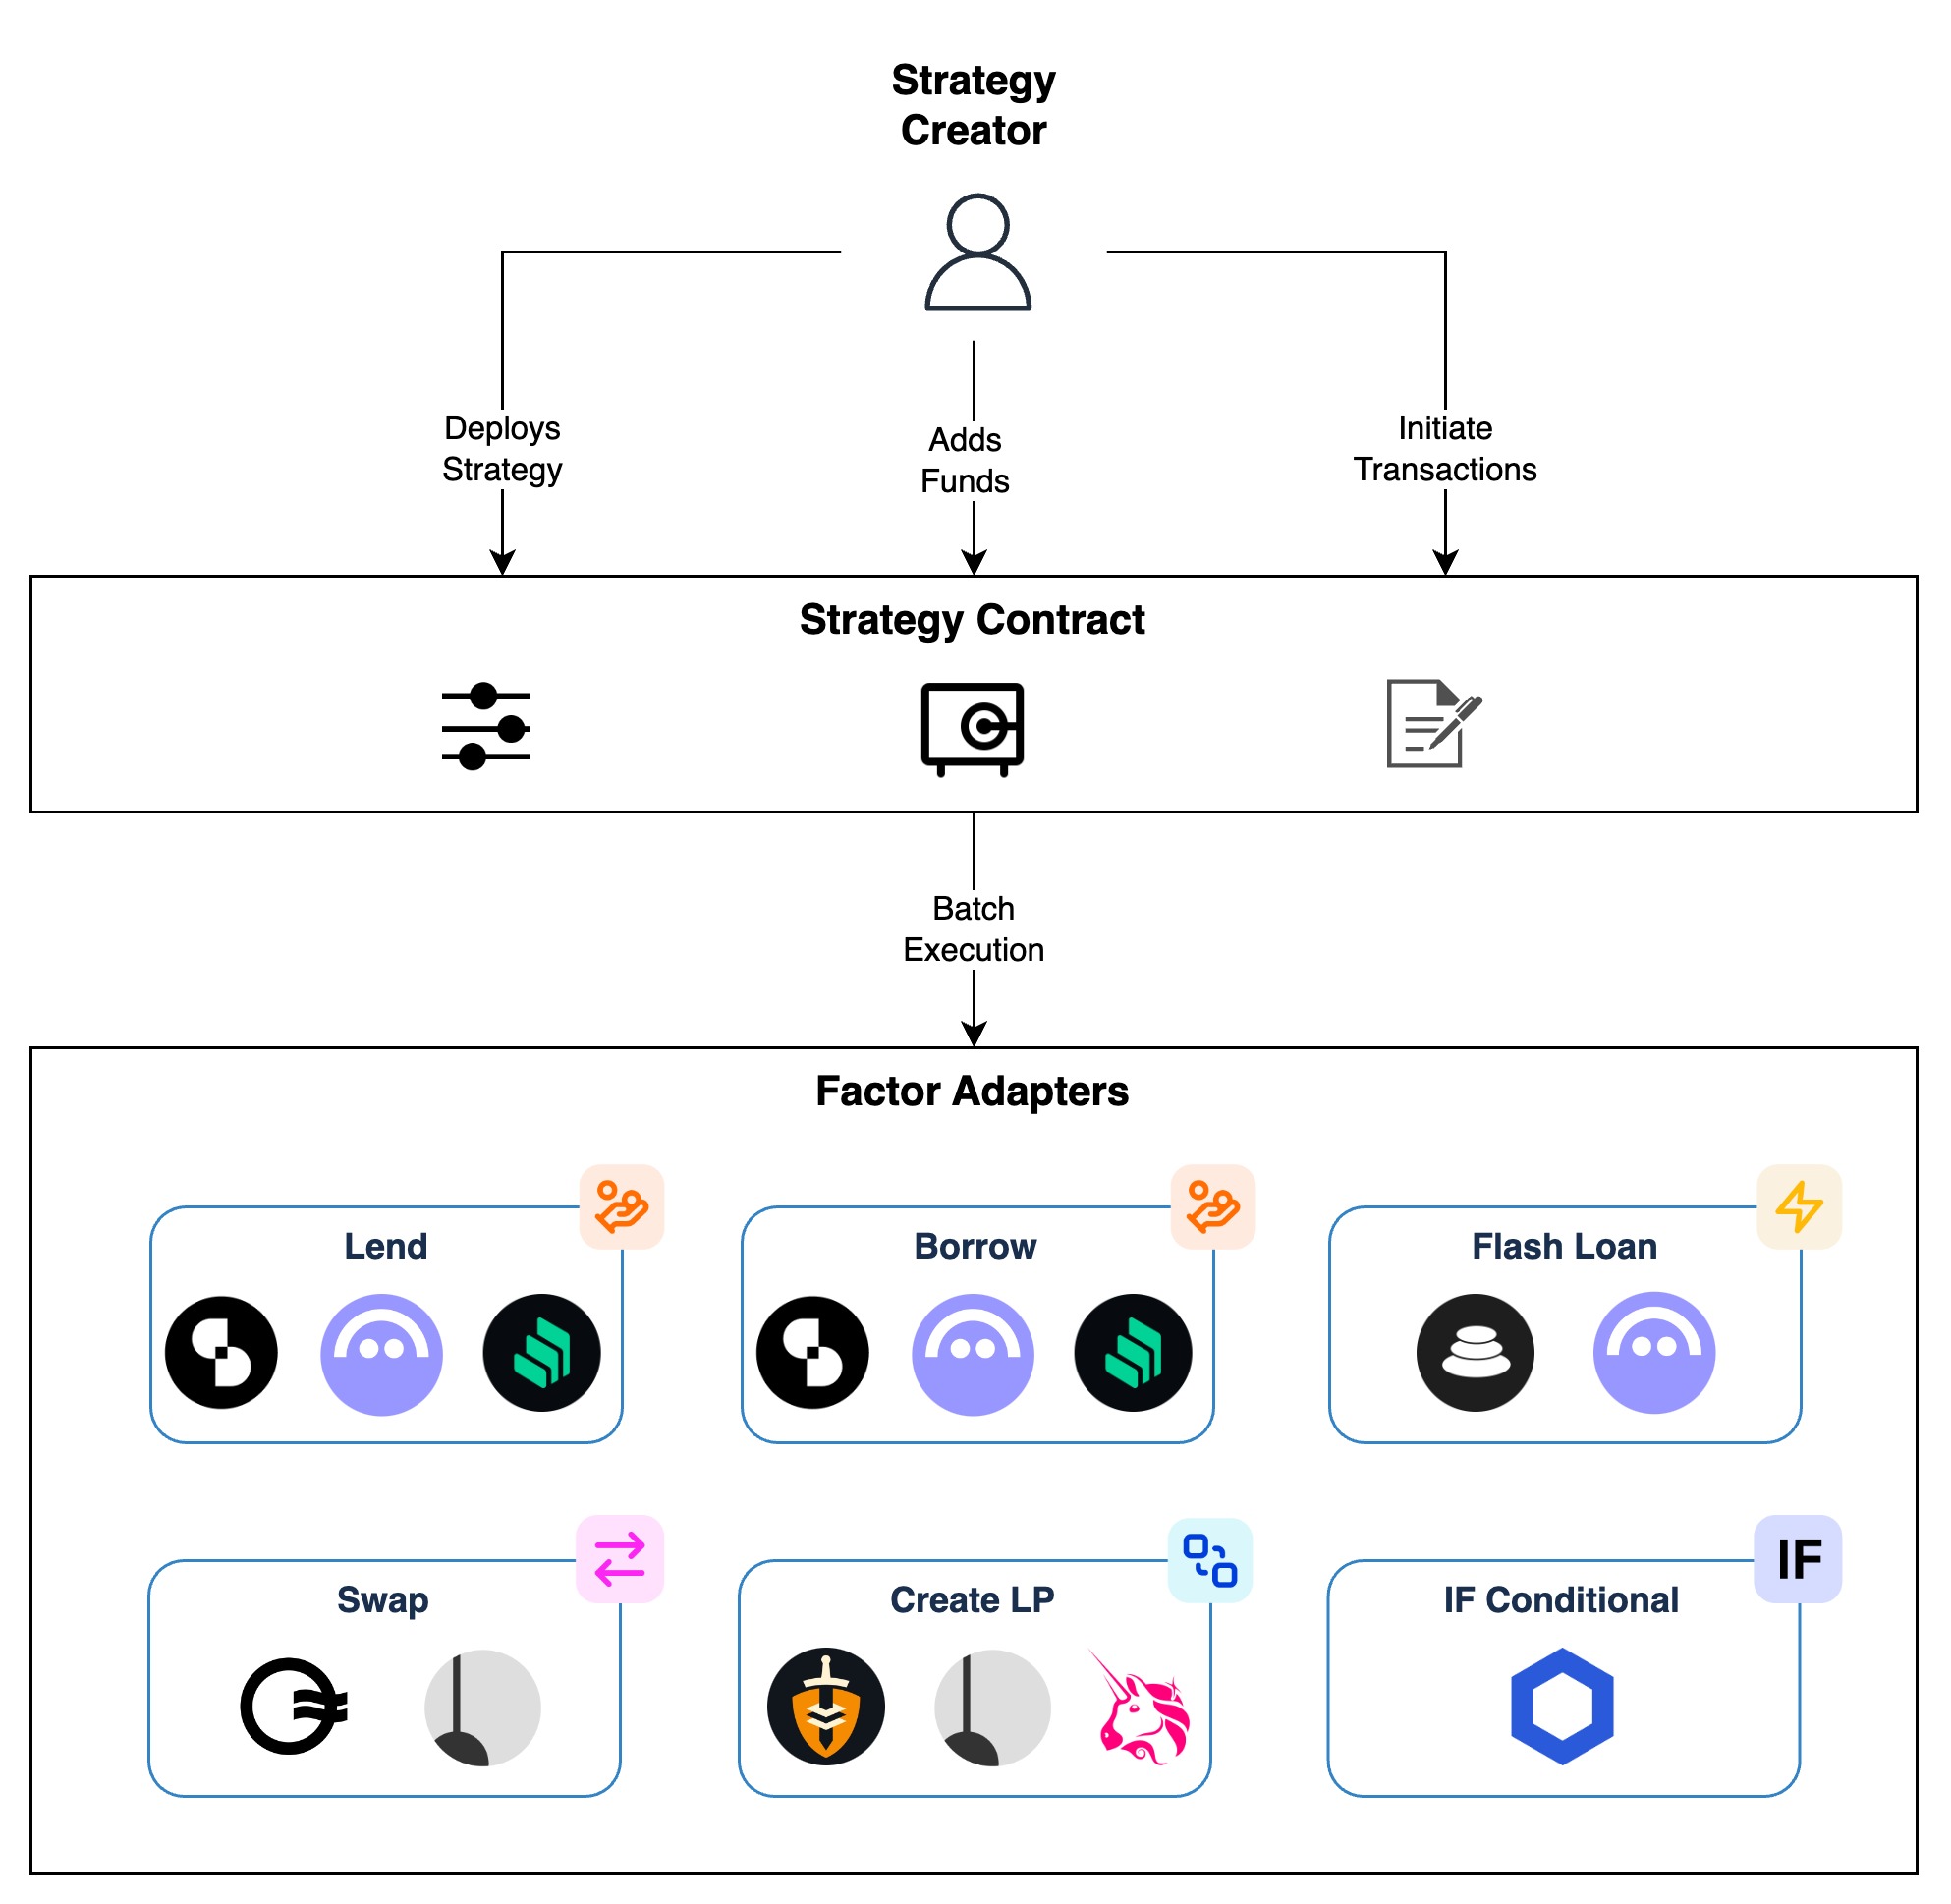 Strategy
Creator
Deploys
Strategy
Adds
Funds
Initiate
Transactions
Strategy Contract
Batch
Execution
Factor Adapters
Lend
Borrow
Flash Loan
Swap
Create LP
IF
IF Conditional